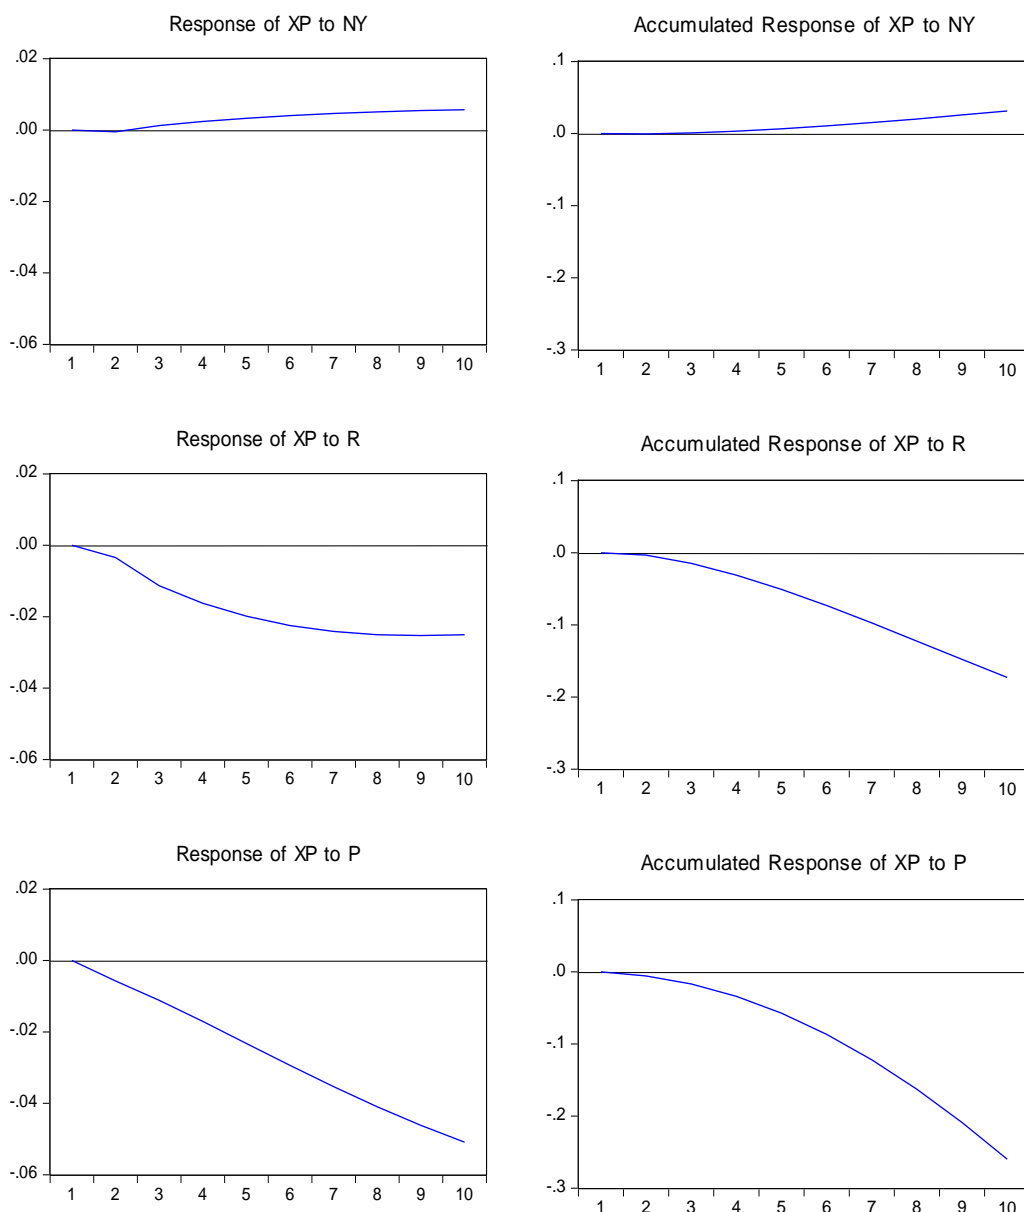 Response of XP to NY
.02
.00
-.02
-.04
-.06
1 2 3 4 5 6 7 8 9 10
Accumulated Response of XP to NY
.1
.0
-.1
-.2
-.3
1 2 3 4 5 6 7 8 9 10
Response of XP to R
.02
.00
-.02
-.04
-.06
1 2 3 4 5 6 7 8 9 10
Accumulated Response of XP to R
.1
.0
-.1
-.2
-.3
1 2 3 4 5 6 7 8 9 10
Response of XP to P
.02
.00
-.02
-.04
-.06
1 2 3 4 5 6 7 8 9 10
Accumulated Response of XP to P
.1
.0
-.1
-.2
-.3
1 2 3 4 5 6 7 8 9 10